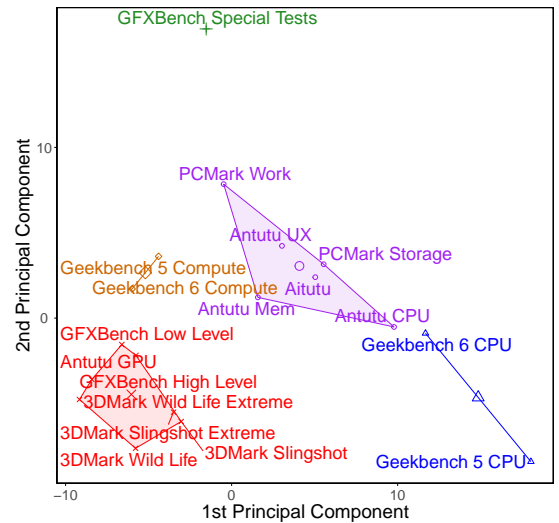 GFXBench Special Tests
10
PCMark Work
Antutu UX
PCMark Storage
Geekbench 5 Compute
Geekbench 6 Compute
Aitutu
Antutu Mem
Antutu CPU
0
GFXBench Low Level
Geekbench 6 CPU
Antutu GPU
GFXBench High Level
3DMark Wild Life Extreme
3DMark Slingshot Extreme
3DMark Slingshot
3DMark Wild Life
Geekbench 5 CPU
-10
0
10
1st Principal Component
2nd Principal Component